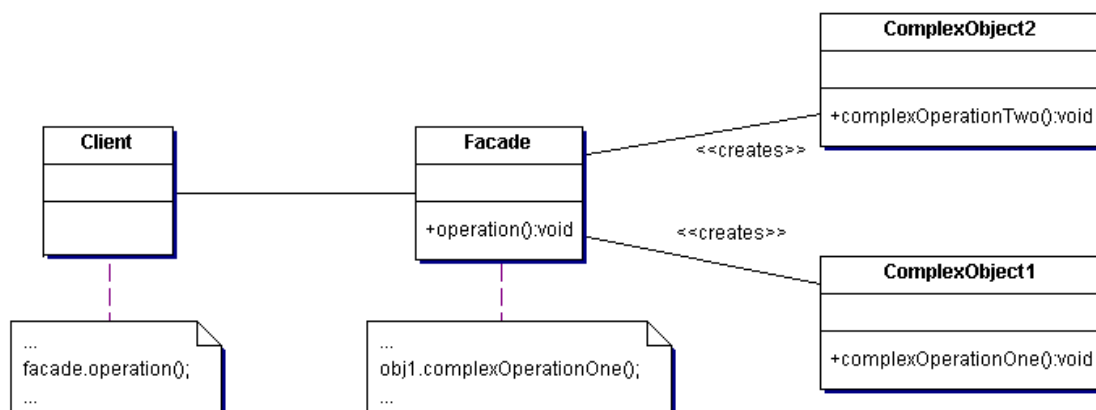 ComplexObject2
+complexOperationTwo():void
Client
Facade
<<creates>>
+operation():void
<<creates>>
ComplexObject1
+complexOperationOne():void
...
facade.operation();
...
...
obj1.complexOperationOne();
...